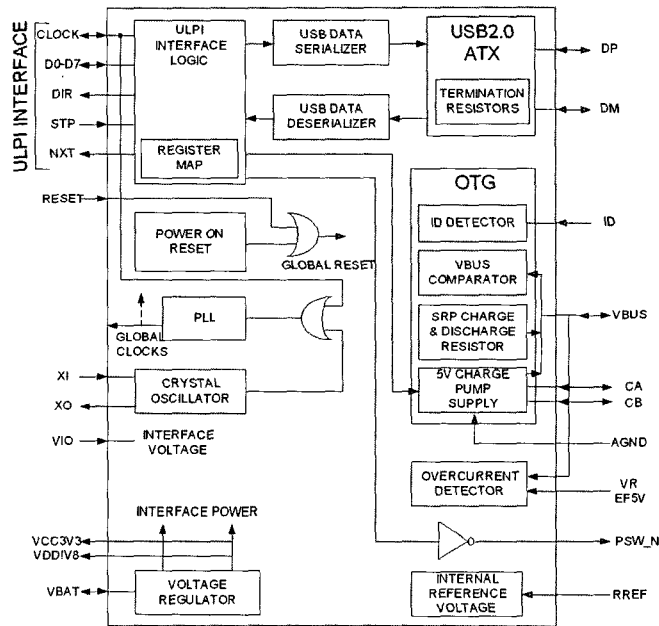 ULPI INTERFACE
CLOCK
D0-D7
DIR
STP
NXT
RESET
GLOBAL CLOCKS
XI
XO
VIO
VCC3V3
VDDIV8
VBAT
ULPI
INTERFACE
LOGIC
REGISTER
MAP
USB DATA
SERIALIZER
USB DATA
DESERIALIZER
USB2.0
ATX
TERMINATION
RESISTORS
DP
DM
POWER ON
RESET
GLOBAL RESET
PLL
CRYSTAL
OSCILLATOR
INTERFACE
VOLTAGE
INTERFACE POWER
VOLTAGE
REGULATOR
OTG
ID DETECTOR
VBUS
COMPARATOR
SRP CHARGE
& DISCHARGE
RESISTOR
5V CHARGE
PUMP
SUPPLY
ID
VBUS
CA
CB
AGND
OVERCURRENT
DETECTOR
VR
EF5V
PSW_N
INTERNAL
REFERENCE
VOLTAGE
RREF